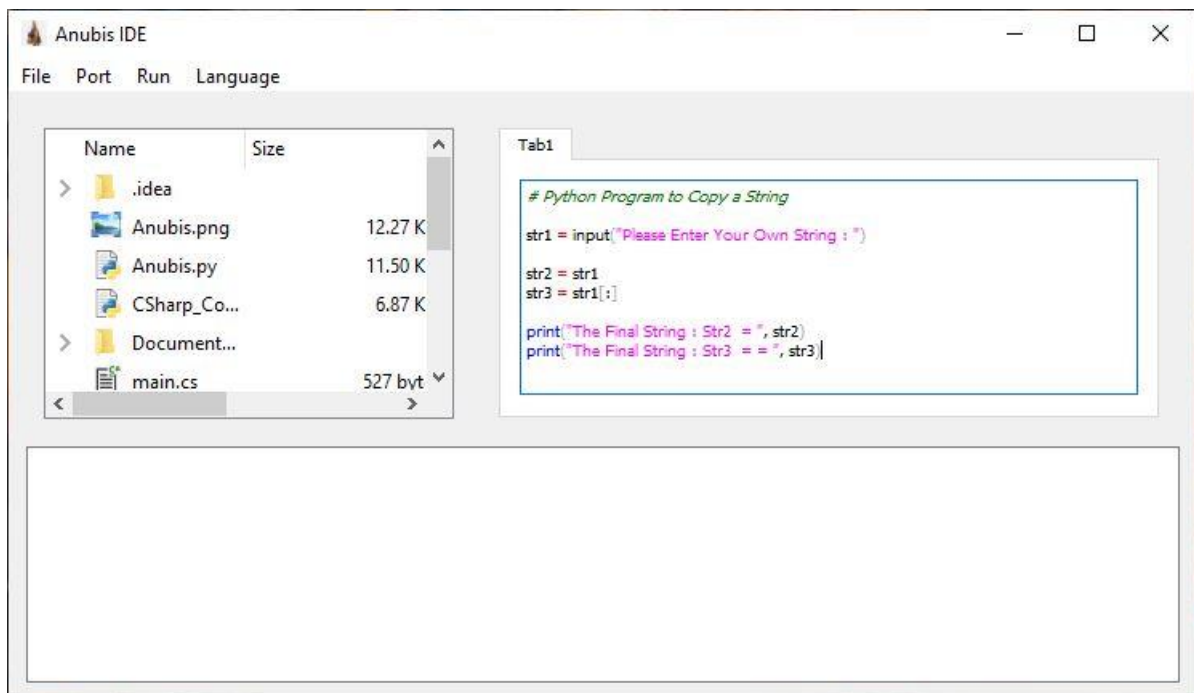 Anubis IDE
File Port Run Language
Name Size
.idea
Anubis.png 12.27 K
Anubis.py 11.50 K
CSharp_Co... 6.87 K
Document...
main.cs 527 byt
Tab1
# Python Program to Copy a String
str1 = input("Please Enter Your Own String : ")
str2 = str1
str3 = str1[:]
print("The Final String : Str2  = ", str2)
print("The Final String : Str3  = = ", str3)